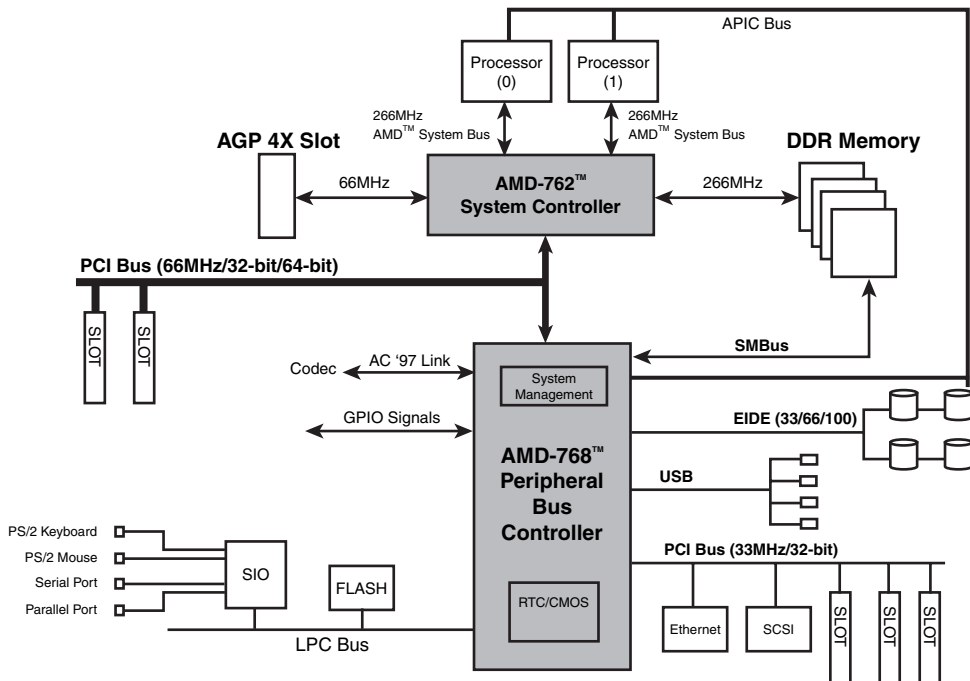 APIC Bus
Processor
(0)
Processor
(1)
266MHz
AMD™ System Bus
266MHz
AMD™ System Bus
AGP 4X Slot
DDR Memory
66MHz
AMD-762™
System Controller
266MHz
PCI Bus (66MHz/32-bit/64-bit)
SLOT
SLOT
SMBus
Codec
AC '97 Link
System
Management
GPIO Signals
EIDE (33/66/100)
AMD-768™
Peripheral
Bus
Controller
USB
PS/2 Keyboard
PS/2 Mouse
Serial Port
Parallel Port
SIO
FLASH
LPC Bus
RTC/CMOS
PCI Bus (33MHz/32-bit)
Ethernet
SCSI
SLOT
SLOT
SLOT